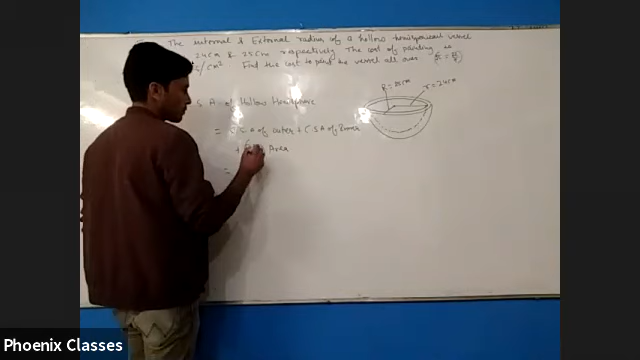 The internal & External radius of a hollow hemispherical vessel
24cm & 25cm respectively The cost of painting is
/cm² Find the cost to paint the vessel all over
R=25cm r=24cm
S A of Hollow Hemisphere
= C.S.A of outer + C S A of Inner
+ Area
=
Phoenix Classes